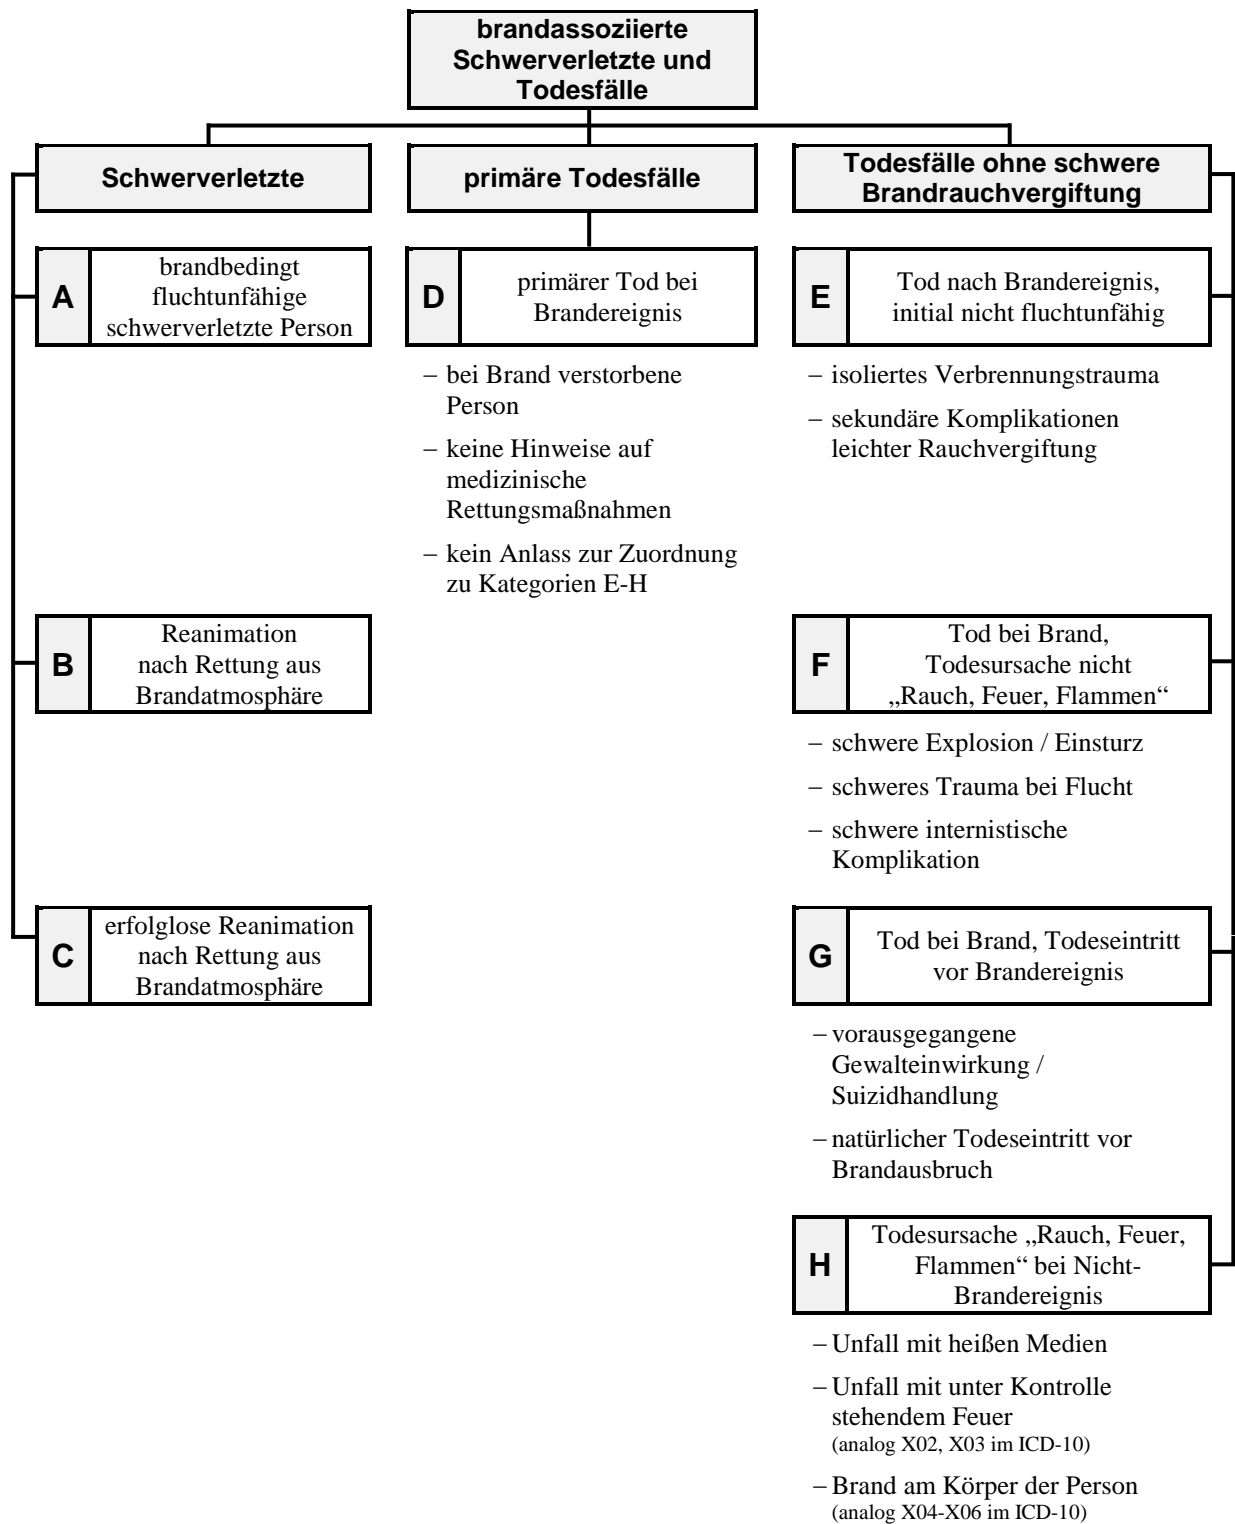 brandassoziierte
Schwerverletzte und
Todesfälle
Schwerverletzte
primäre Todesfälle
Todesfälle ohne schwere
Brandrauchvergiftung
A
brandbedingt
fluchtunfähige
schwerverletzte Person
D
primärer Tod bei
Brandereignis
– bei Brand verstorbene
Person
– keine Hinweise auf
medizinische
Rettungsmaßnahmen
– kein Anlass zur Zuordnung
zu Kategorien E-H
E
Tod nach Brandereignis,
initial nicht fluchtunfähig
– isoliertes Verbrennungstrauma
– sekundäre Komplikationen
leichter Rauchvergiftung
B
Reanimation
nach Rettung aus
Brandatmosphäre
F
Tod bei Brand,
Todesursache nicht
„Rauch, Feuer, Flammen“
– schwere Explosion / Einsturz
– schweres Trauma bei Flucht
– schwere internistische
Komplikation
C
erfolglose Reanimation
nach Rettung aus
Brandatmosphäre
G
Tod bei Brand, Todeseintritt
vor Brandereignis
– vorausgegangene
Gewalteinwirkung /
Suizidhandlung
– natürlicher Todeseintritt vor
Brandausbruch
H
Todesursache „Rauch, Feuer,
Flammen“ bei Nicht-
Brandereignis
– Unfall mit heißen Medien
– Unfall mit unter Kontrolle
stehendem Feuer
(analog X02, X03 im ICD-10)
– Brand am Körper der Person
(analog X04-X06 im ICD-10)